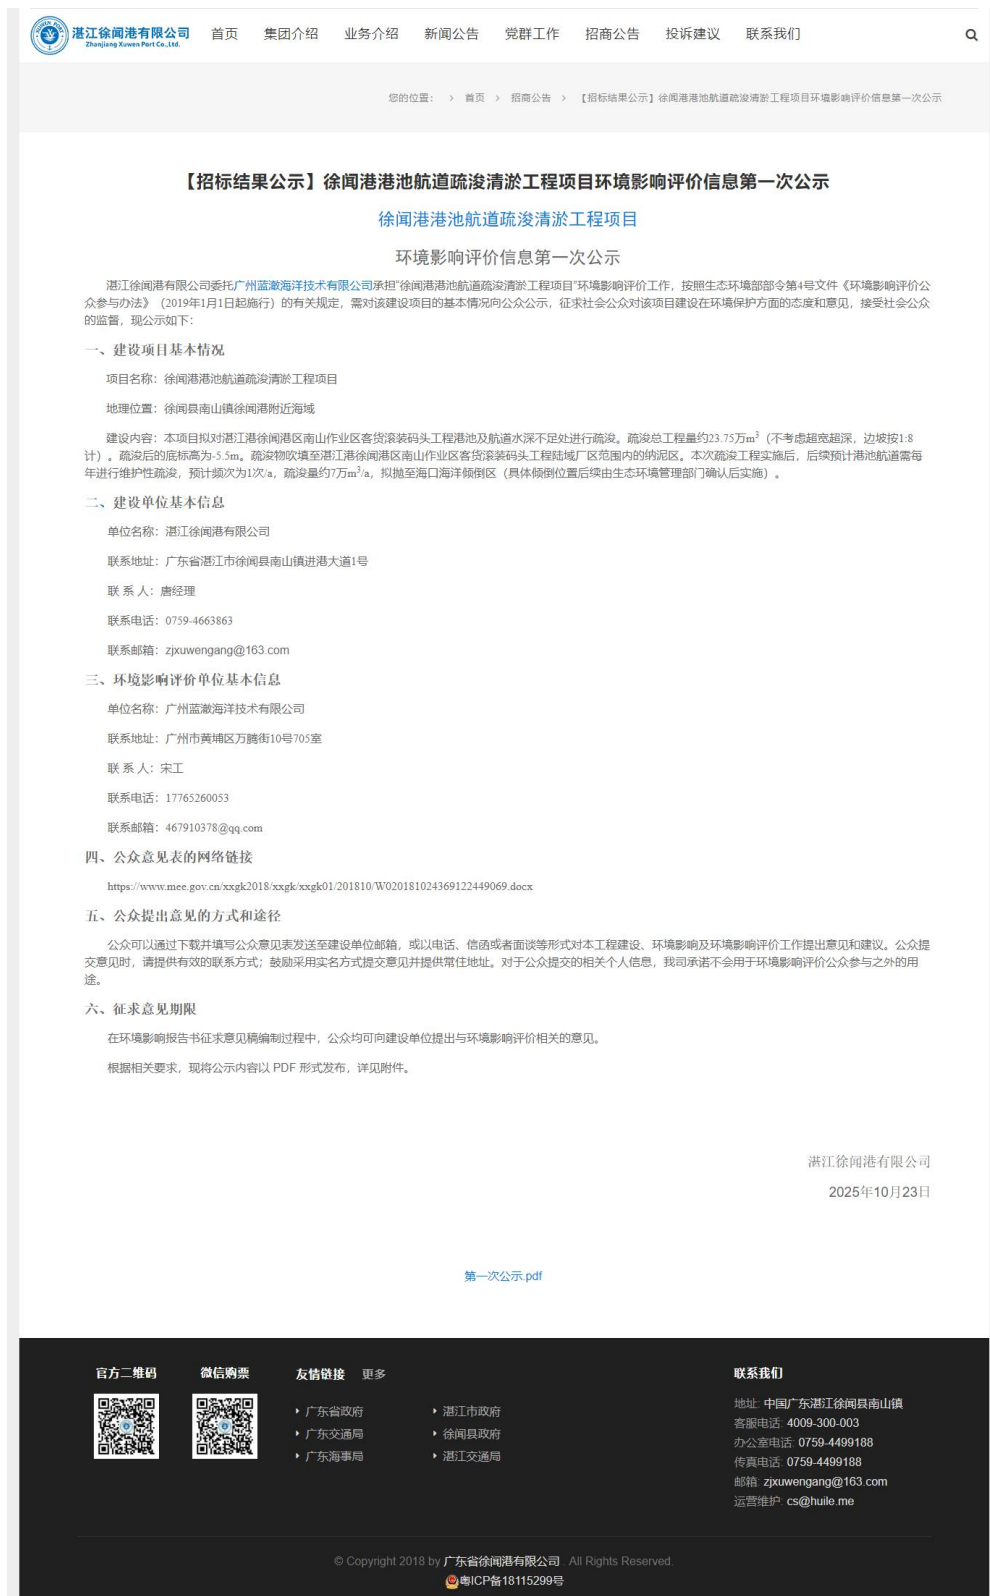 湛江徐闻港有限公司
Zhanjiang Xuwen Port Co.,Ltd.
首页 集团介绍 业务介绍 新闻公告 党群工作 招商公告 投诉建议 联系我们
您的位置： > 首页 > 招商公告 > 【招标结果公示】徐闻港港池航道疏浚清淤工程项目环境影响评价信息第一次公示
【招标结果公示】徐闻港港池航道疏浚清淤工程项目环境影响评价信息第一次公示
徐闻港港池航道疏浚清淤工程项目
环境影响评价信息第一次公示
湛江徐闻港有限公司委托广州蓝澈海洋技术有限公司承担“徐闻港港池航道疏浚清淤工程项目”环境影响评价工作，按照生态环境部部令第4号文件《环境影响评价公
众参与办法》（2019年1月1日起施行）的有关规定，需对该建设项目的基本情况向公众公示，征求社会公众对该项目建设在环境保护方面的态度和意见，接受社会公众
的监督，现公示如下：
一、建设项目基本情况
项目名称：徐闻港港池航道疏浚清淤工程项目
地理位置：徐闻县南山镇徐闻港附近海域
建设内容：本项目拟对湛江港徐闻港区南山作业区客货滚装码头工程港池及航道水深不足处进行疏浚。疏浚总工程量约23.75万m³（不考虑超宽超深，边坡按1:8
计）。疏浚后的底标高为-5.5m。疏浚物吹填至湛江港徐闻港区南山作业区客货滚装码头工程陆域厂区范围内的纳泥区。本次疏浚工程实施后，后续预计港池航道需每
年进行维护性疏浚，预计频次为1次/a，疏浚量约7万m³/a，拟抛至海口海洋倾倒区（具体倾倒位置后续由生态环境管理部门确认后实施）。
二、建设单位基本信息
单位名称：湛江徐闻港有限公司
联系地址：广东省湛江市徐闻县南山镇进港大道1号
联 系 人：唐经理
联系电话：0759-4663863
联系邮箱：zjxuwengang@163.com
三、环境影响评价单位基本信息
单位名称：广州蓝澈海洋技术有限公司
联系地址：广州市黄埔区万腾街10号705室
联 系 人：宋工
联系电话：17765260053
联系邮箱：467910378@qq.com
四、公众意见表的网络链接
https://www.mee.gov.cn/xxgk2018/xxgk/xxgk01/201810/W020181024369122449069.docx
五、公众提出意见的方式和途径
公众可以通过下载并填写公众意见表发送至建设单位邮箱，或以电话、信函或者面谈等形式对本工程建设、环境影响及环境影响评价工作提出意见和建议。公众提
交意见时，请提供有效的联系方式；鼓励采用实名方式提交意见并提供常住地址。对于公众提交的相关个人信息，我司承诺不会用于环境影响评价公众参与之外的用
途。
六、征求意见期限
在环境影响报告书征求意见稿编制过程中，公众均可向建设单位提出与环境影响评价相关的意见。
根据相关要求，现将公示内容以 PDF 形式发布，详见附件。
湛江徐闻港有限公司
2025年10月23日
第一次公示.pdf
官方二维码 微信购票 友情链接 更多 联系我们
广东省政府 湛江市政府
广东交通局 徐闻县政府
广东海事局 湛江交通局
地址: 中国广东湛江徐闻县南山镇
客服电话: 4009-300-003
办公室电话: 0759-4499188
传真电话: 0759-4499188
邮箱: zjxuwengang@163.com
运营维护: cs@huile.me
© Copyright 2018 by 广东省徐闻港有限公司 . All Rights Reserved.
粤ICP备18115299号